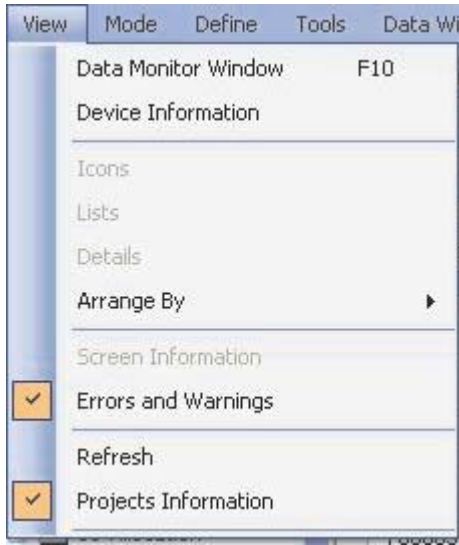 View Mode Define Tools Data Wi
Data Monitor Window F10
Device Information
Icons
Lists
Details
Arrange By
Screen Information
Errors and Warnings
Refresh
Projects Information